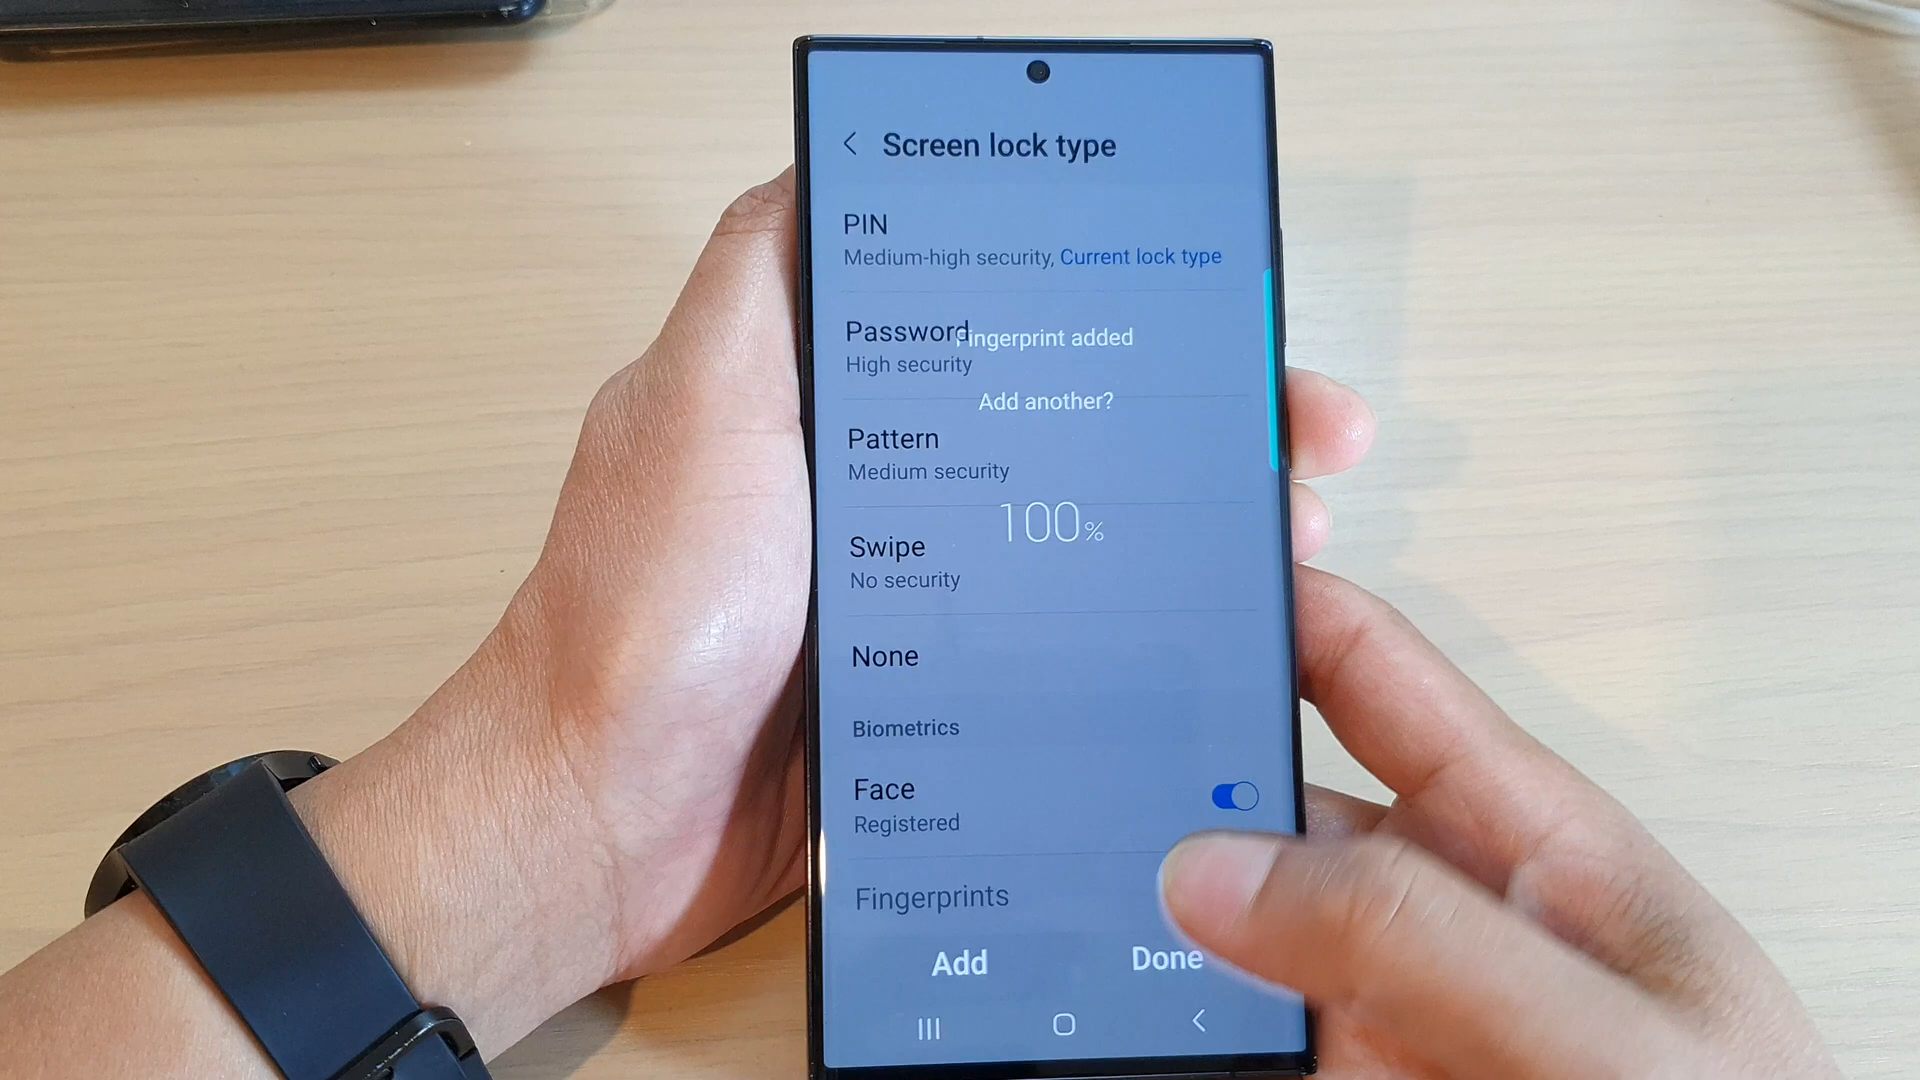 Screen lock type
PIN
Medium-high security, Current lock type
Password
High security
Fingerprint added
Add another?
Pattern
Medium security
100%
Swipe
No security
None
Biometrics
Face
Registered
Fingerprints
Add
Done